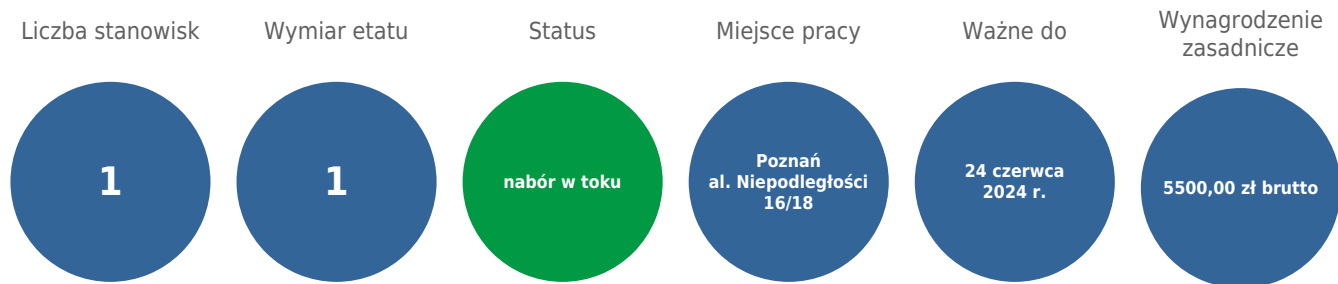 Liczba stanowisk
1
Wymiar etatu
1
Status
nabór w toku
Miejsce pracy
Poznań
al. Niepodległości
16/18
Ważne do
24 czerwca
2024 r.
Wynagrodzenie
zasadnicze
5500,00 zł brutto